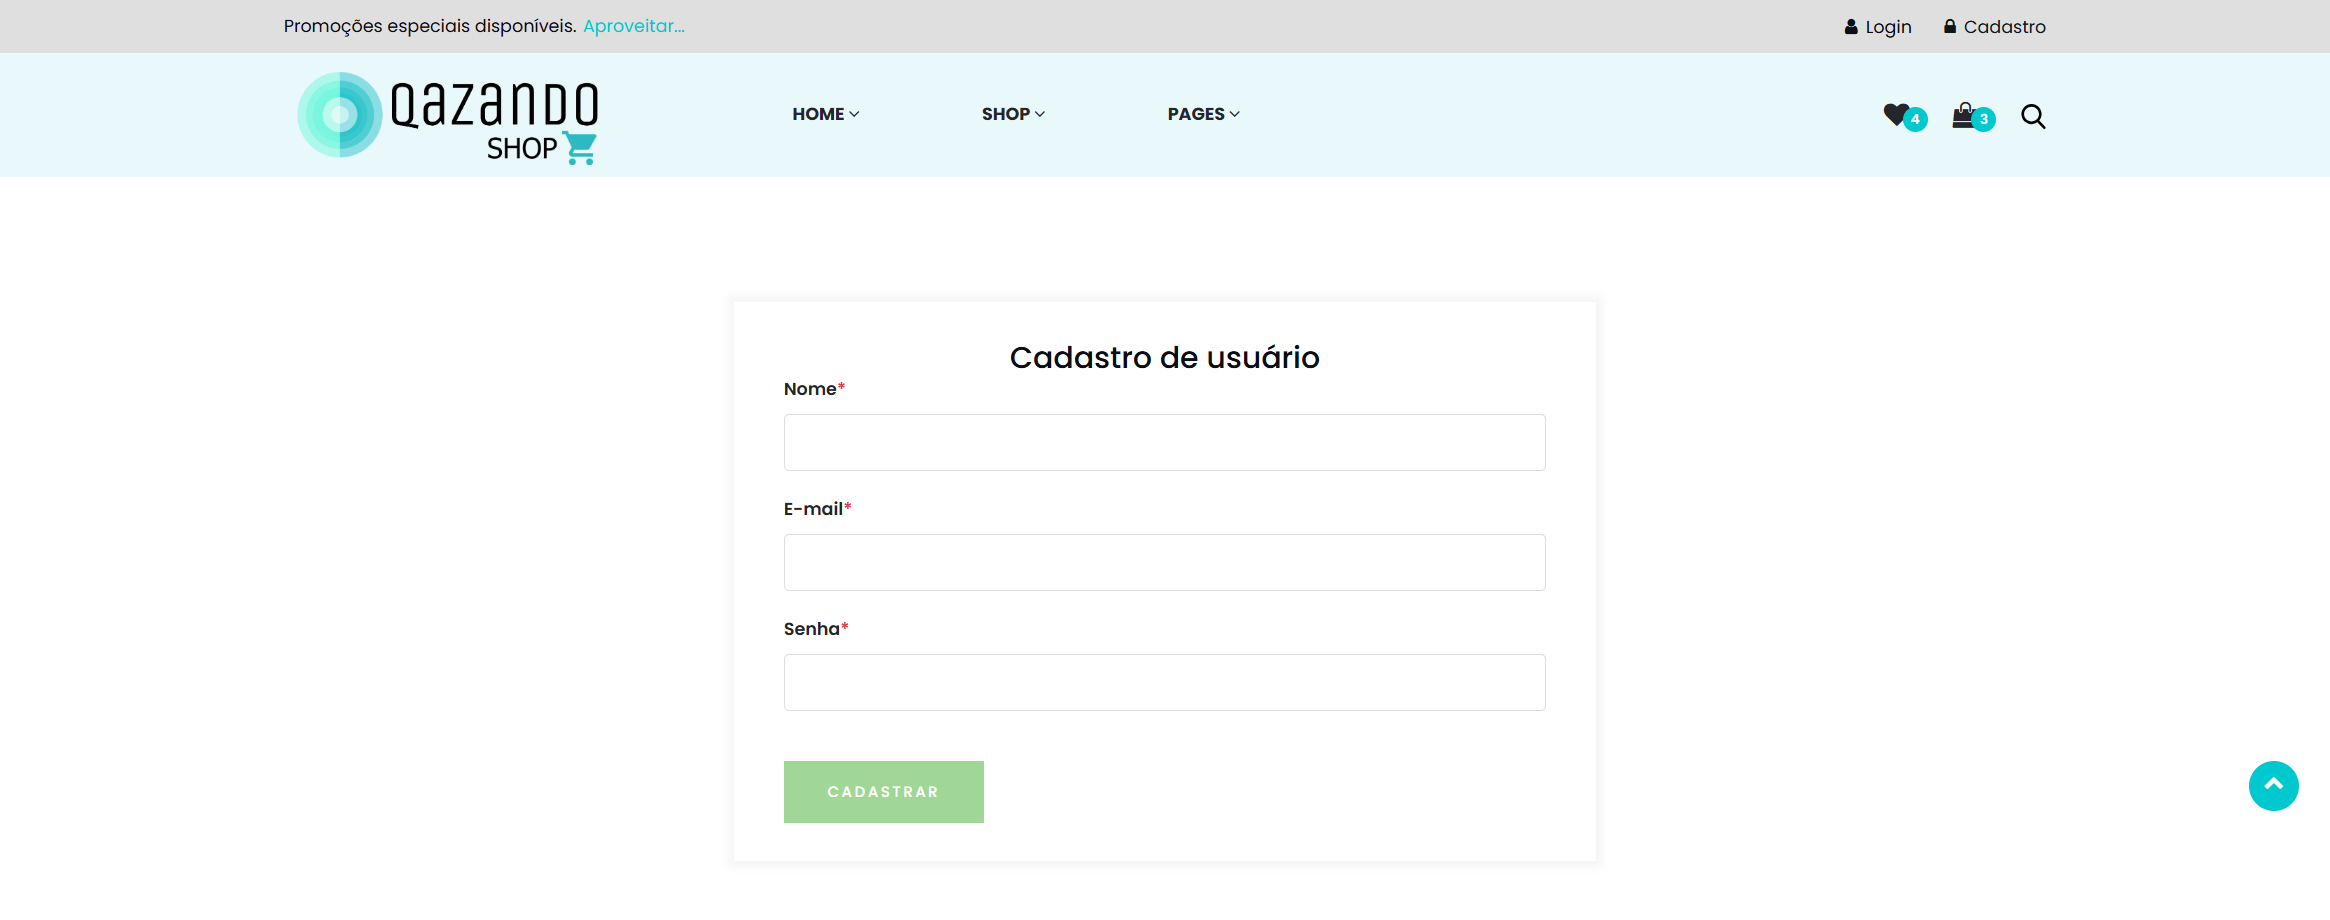 Promoções especiais disponíveis. Aproveitar...
Login
Cadastro
Qazando
SHOP
HOME
SHOP
PAGES
4
3
Cadastro de usuário
Nome*
E-mail*
Senha*
CADASTRAR